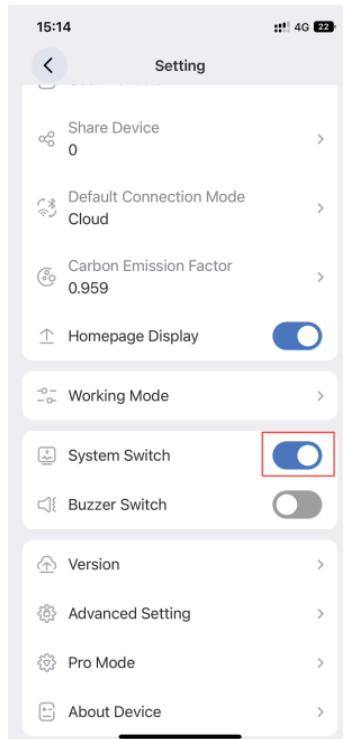 15:14
4G 22
Setting
Share Device
0
Default Connection Mode
Cloud
Carbon Emission Factor
0.959
Homepage Display
Working Mode
System Switch
Buzzer Switch
Version
Advanced Setting
Pro Mode
About Device